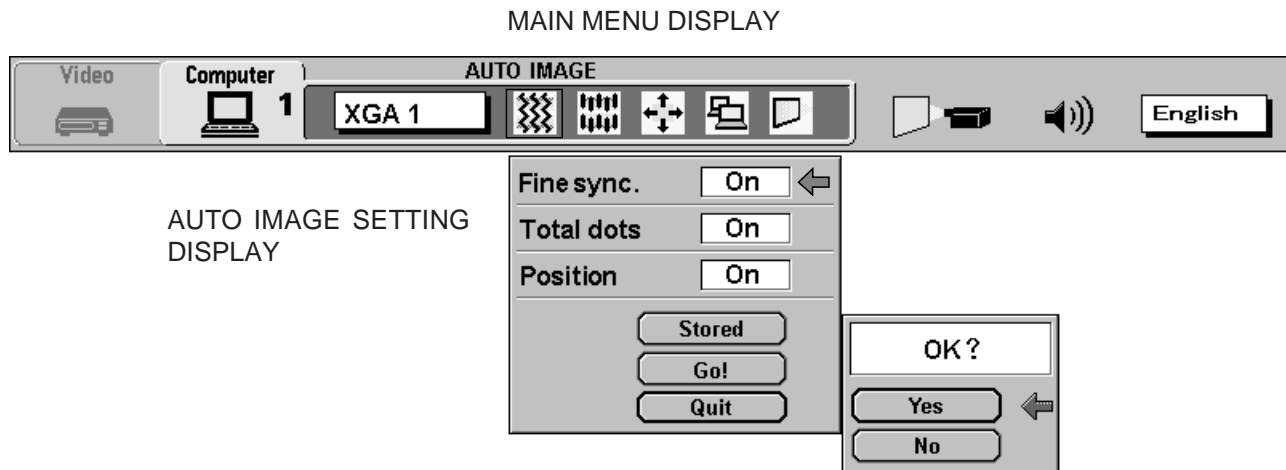 MAIN MENU DISPLAY
Video
Computer
AUTO IMAGE
1
XGA 1
English
AUTO IMAGE SETTING
DISPLAY
Fine sync. On
Total dots On
Position On
Stored
Go!
Quit
OK?
Yes
No